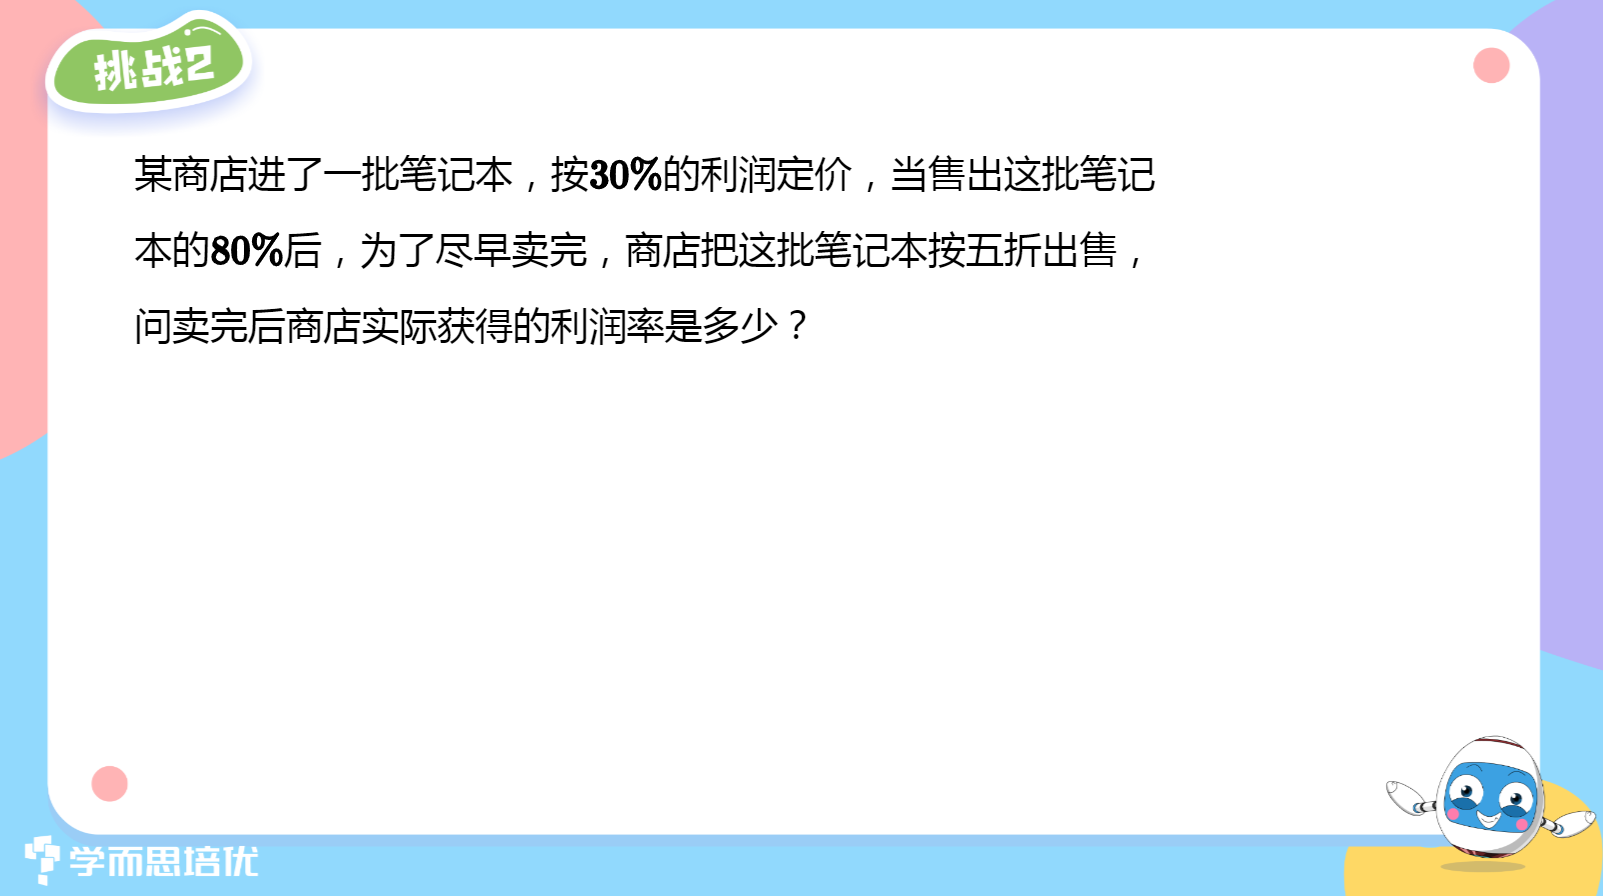 挑战2
某商店进了一批笔记本，按30%的利润定价，当售出这批笔记
本的80%后，为了尽早卖完，商店把这批笔记本按五折出售，
问卖完后商店实际获得的利润率是多少？
学而思培优